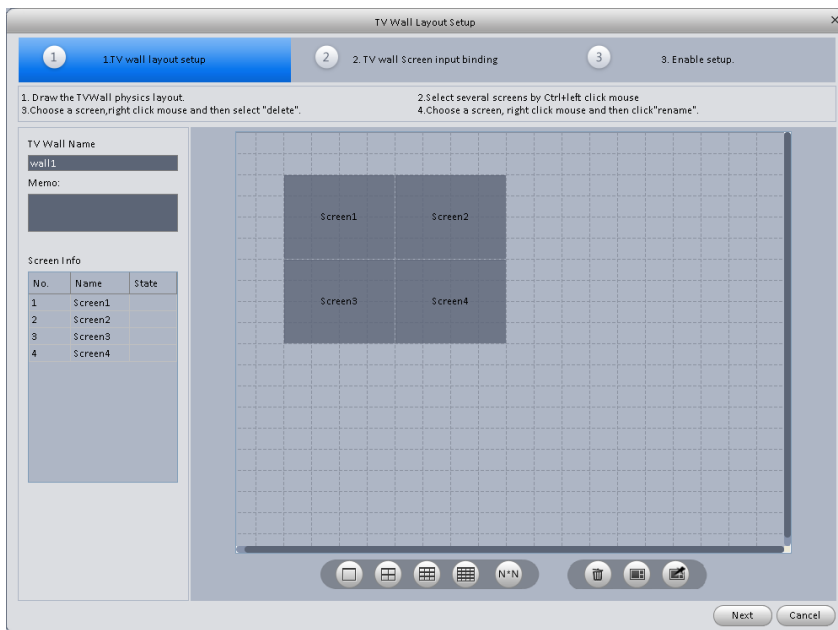 TV Wall Layout Setup
1 1.TV wall layout setup 2 2. TV wall Screen input binding 3 3. Enable setup.
1. Draw the TVWall physics layout. 2.Select several screens by Ctrl+left click mouse
3.Choose a screen,right click mouse and then select "delete". 4.Choose a screen, right click mouse and then click"rename".
TV Wall Name
wall1
Memo:
Screen Info
No. Name State
1 Screen1
2 Screen2
3 Screen3
4 Screen4
Screen1 Screen2
Screen3 Screen4
N*N
Next Cancel